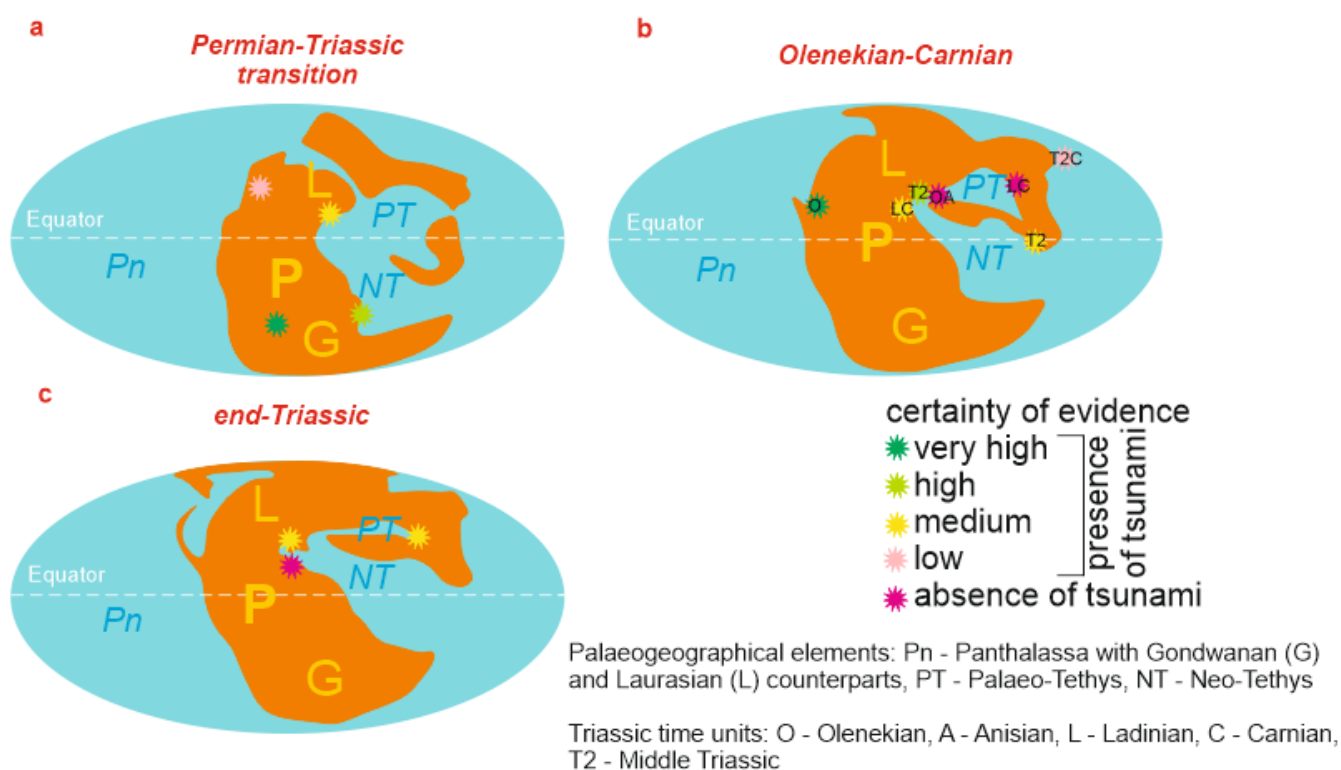 a
Permian-Triassic
transition
L
PT
Equator
Pn
P
NT
G
b
Olenekian-Carnian
L
T2C
PT
LC
T2
OA
O
LC
Equator
P
T2
Pn
NT
G
c
end-Triassic
L
PT
Equator
NT
P
Pn
G
certainty of evidence
very high
high
medium
low
presence
of tsunami
absence of tsunami
Palaeogeographical elements: Pn - Panthalassa with Gondwanan (G)
and Laurasian (L) counterparts, PT - Palaeo-Tethys, NT - Neo-Tethys
Triassic time units: O - Olenekian, A - Anisian, L - Ladinian, C - Carnian,
T2 - Middle Triassic